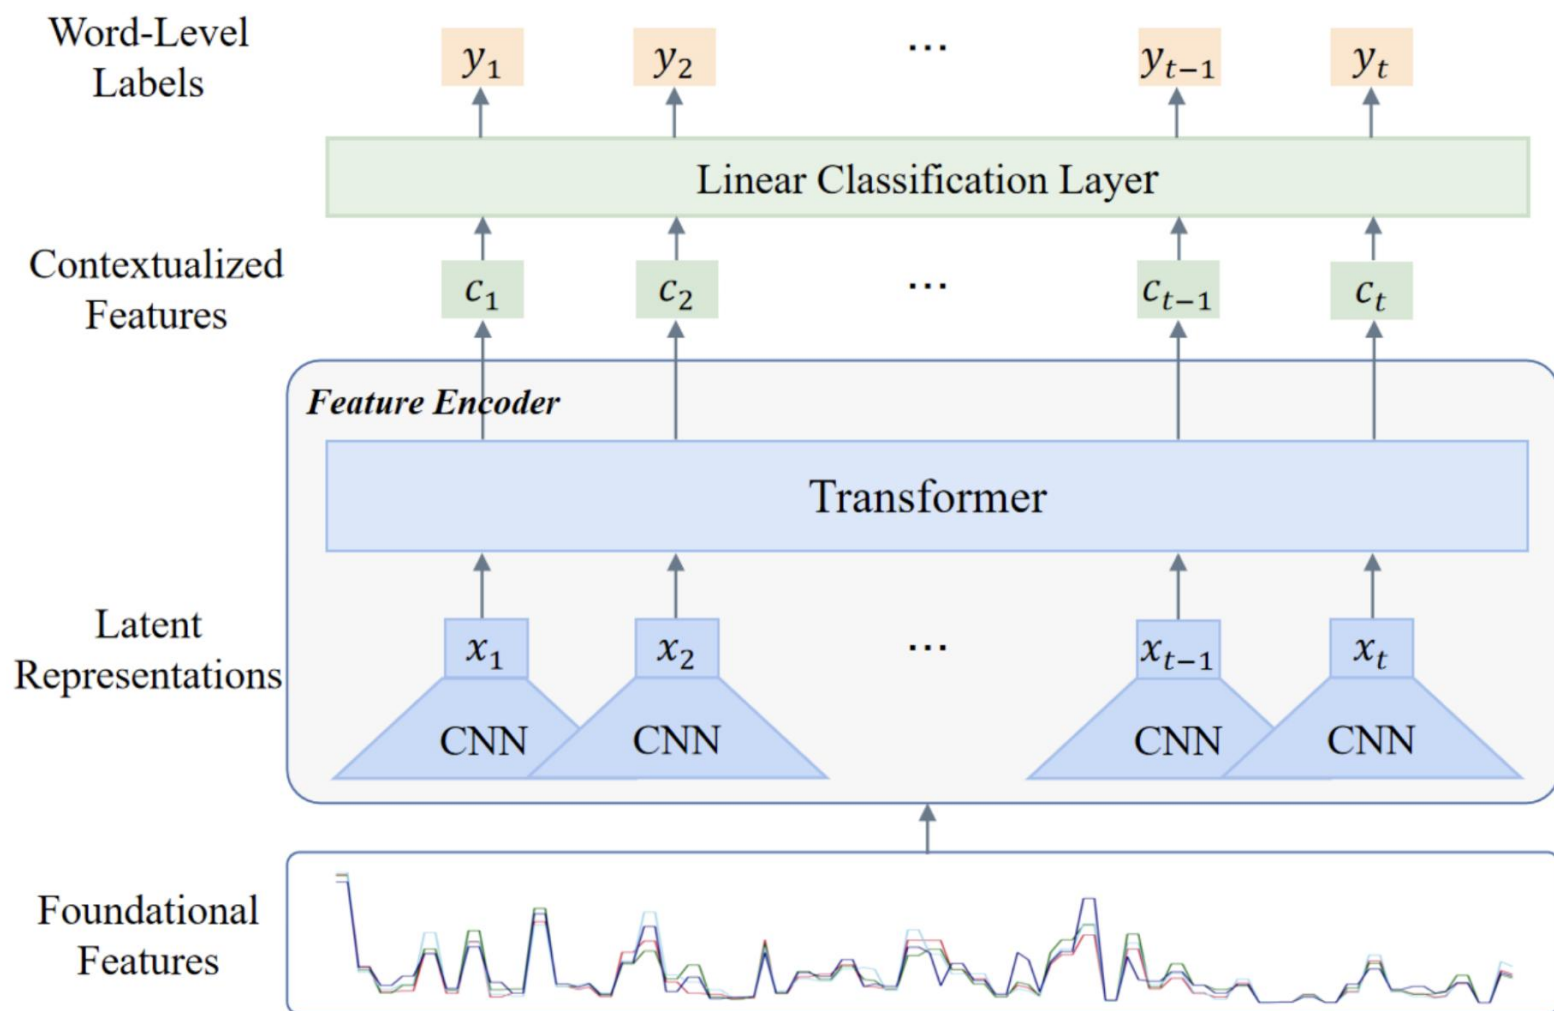 Word-Level
Labels
y₁ y₂ ... yₜ₋₁ yₜ
Linear Classification Layer
Contextualized
Features
c₁ c₂ ... cₜ₋₁ cₜ
Feature Encoder
Transformer
Latent
Representations
x₁ x₂ ... xₜ₋₁ xₜ
CNN CNN CNN CNN
Foundational
Features